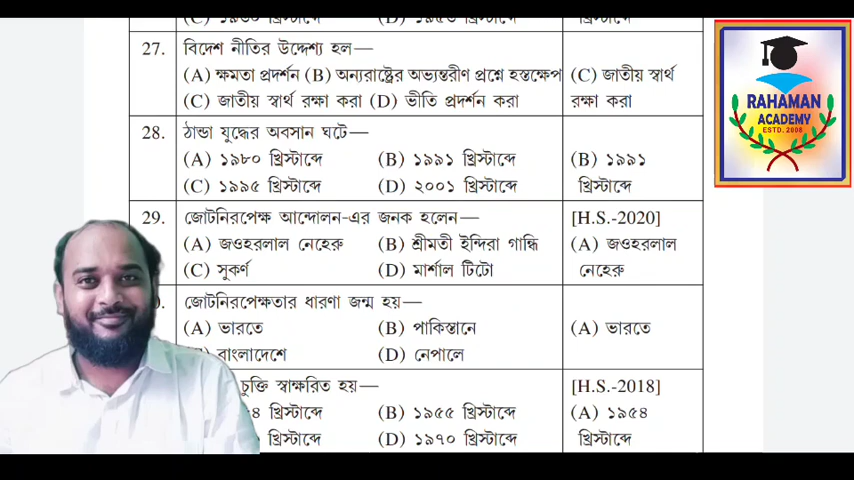 (C) ১৯৬০ খ্রিস্টাব্দে (D) ১৯৫৬ খ্রিস্টাব্দে খ্রিস্টাব্দে
27. বিদেশ নীতির উদ্দেশ্য হল—
(A) ক্ষমতা প্রদর্শন (B) অন্যরাষ্ট্রের অভ্যন্তরীণ প্রশ্নে হস্তক্ষেপ (C) জাতীয় স্বার্থ
(C) জাতীয় স্বার্থ রক্ষা করা (D) ভীতি প্রদর্শন করা রক্ষা করা
28. ঠান্ডা যুদ্ধের অবসান ঘটে—
(A) ১৯৮০ খ্রিস্টাব্দে (B) ১৯৯১ খ্রিস্টাব্দে (B) ১৯৯১
(C) ১৯৯৫ খ্রিস্টাব্দে (D) ২০০১ খ্রিস্টাব্দে খ্রিস্টাব্দে
29. জোটনিরপেক্ষ আন্দোলন-এর জনক হলেন— [H.S.-2020]
(A) জওহরলাল নেহেরু (B) শ্রীমতী ইন্দিরা গান্ধি (A) জওহরলাল
(C) সুকর্ণ (D) মার্শাল টিটো নেহেরু
জোটনিরপেক্ষতার ধারণা জন্ম হয়—
(A) ভারতে (B) পাকিস্তানে (A) ভারতে
বাংলাদেশে (D) নেপালে
চুক্তি স্বাক্ষরিত হয়— [H.S.-2018]
খ্রিস্টাব্দে (B) ১৯৫৫ খ্রিস্টাব্দে (A) ১৯৫৪
খ্রিস্টাব্দে (D) ১৯৭০ খ্রিস্টাব্দে খ্রিস্টাব্দে
RAHAMAN
ACADEMY
ESTD. 2008